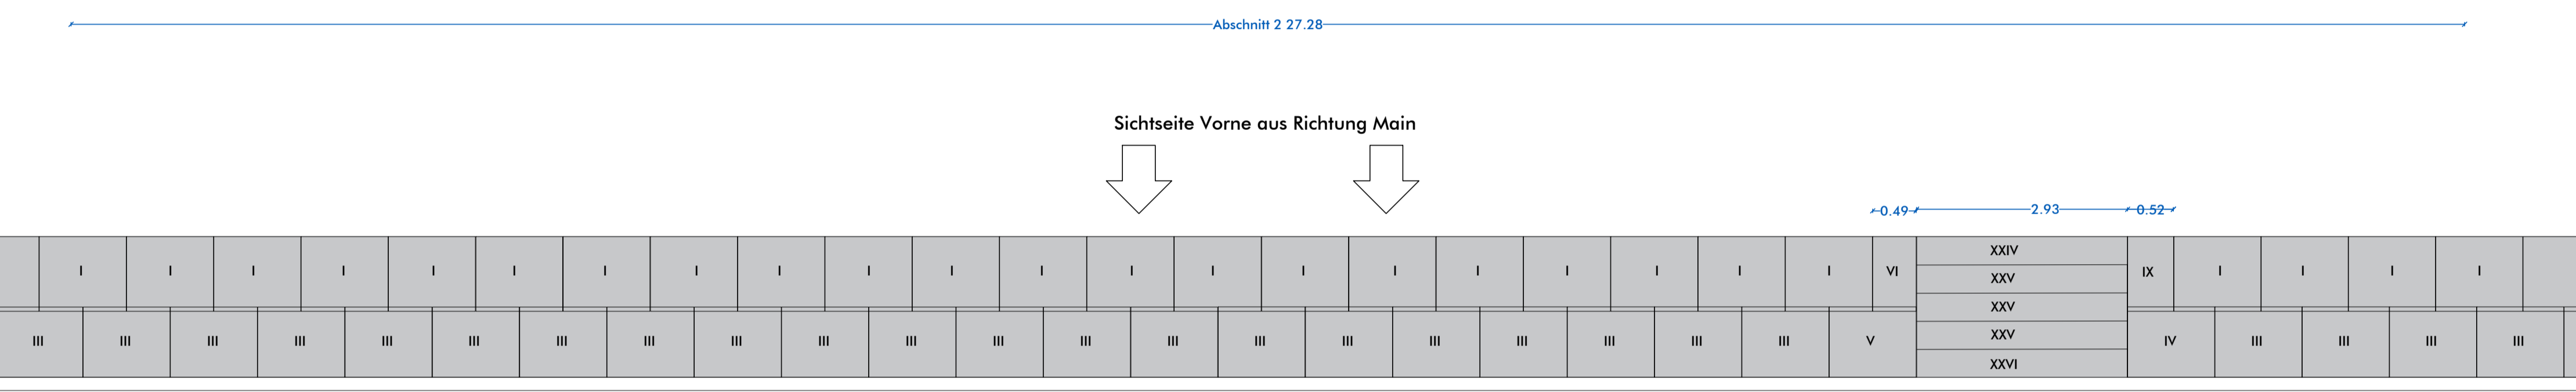 Abschnitt 2 27.28
Sichtseite Vorne aus Richtung Main
0.49 2.93 0.52
I I I I I I I I I I I I I I I I I I I I I VI XXIV IX I I I I
XXV
XXV
III III III III III III III III III III III III III III III III III III III III III V XXV IV III III III III
XXVI